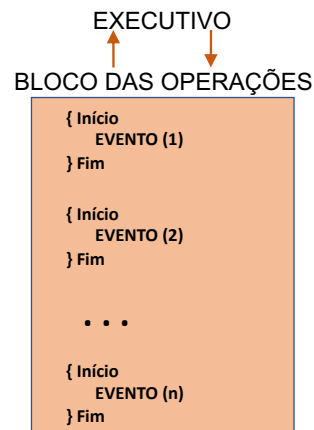 EXECUTIVO
BLOCO DAS OPERAÇÕES
{ Início
EVENTO (1)
} Fim
{ Início
EVENTO (2)
} Fim
. . .
{ Início
EVENTO (n)
} Fim